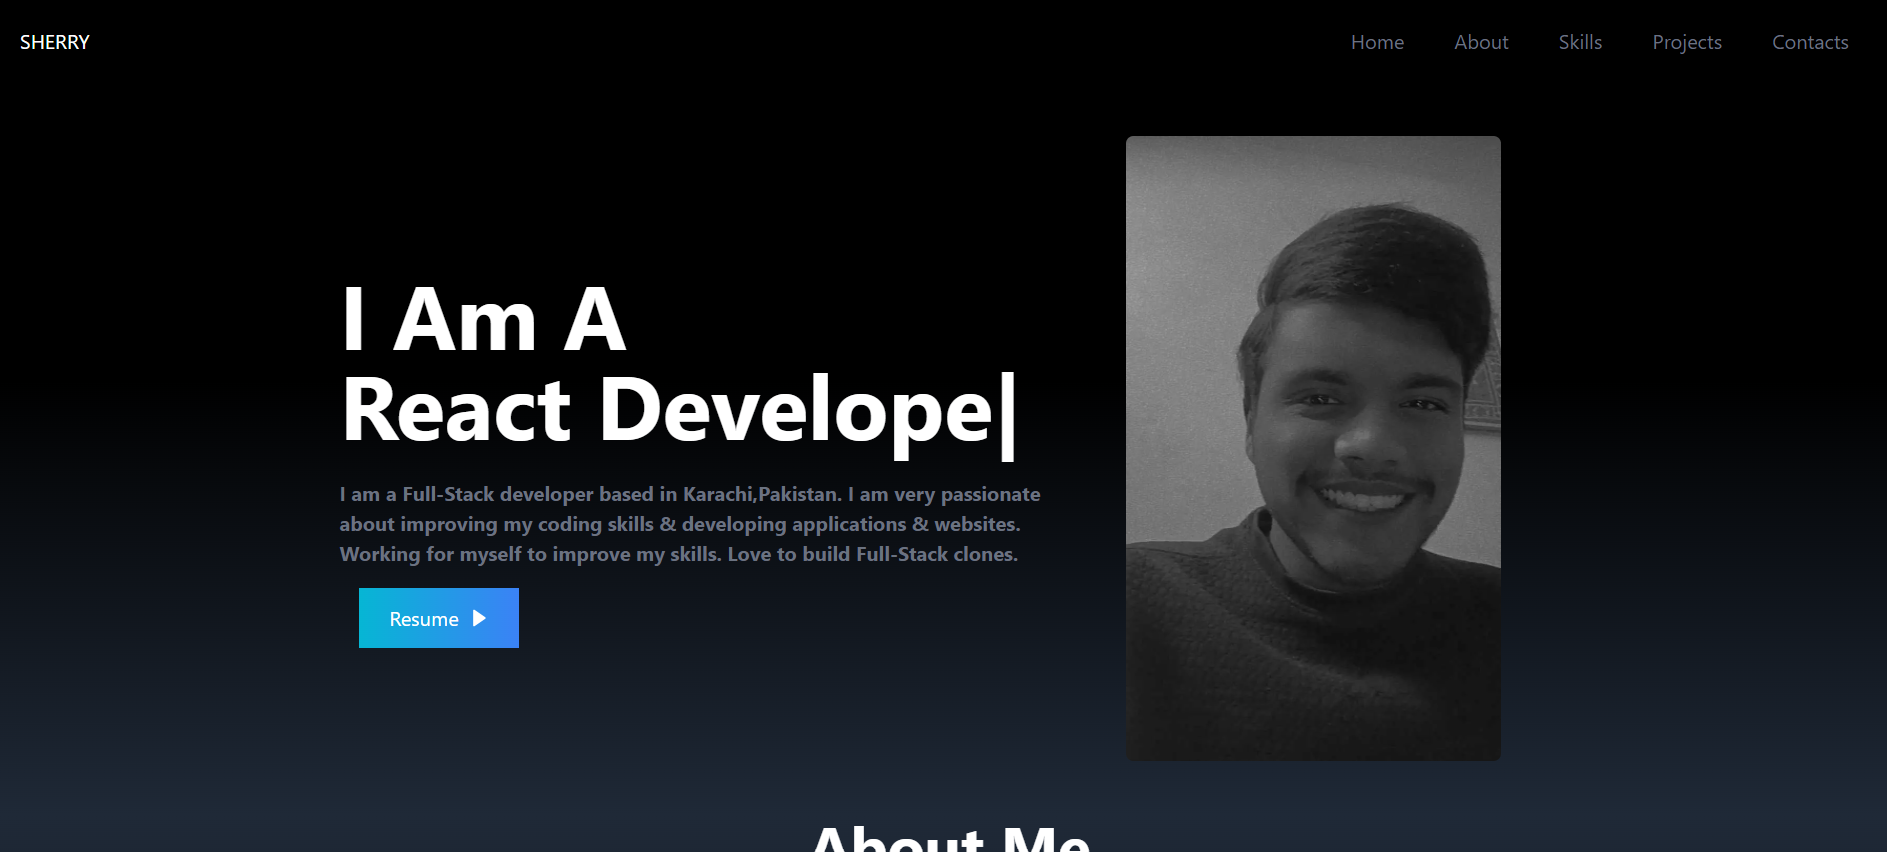 SHERRY
Home About Skills Projects Contacts
I Am A
React Develope|
I am a Full-Stack developer based in Karachi,Pakistan. I am very passionate
about improving my coding skills & developing applications & websites.
Working for myself to improve my skills. Love to build Full-Stack clones.
Resume
About Me